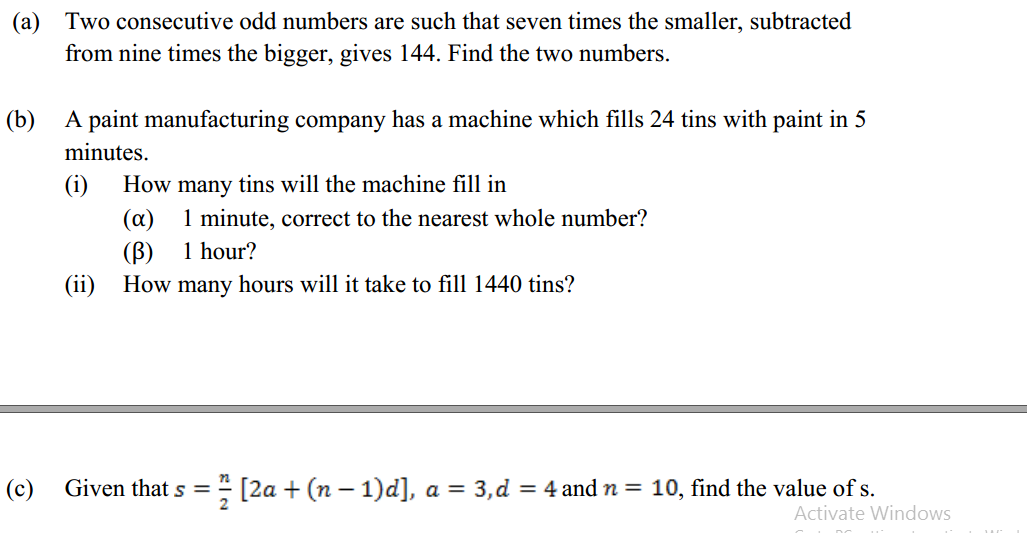 (a) Two consecutive odd numbers are such that seven times the smaller, subtracted
from nine times the bigger, gives 144. Find the two numbers.
(b) A paint manufacturing company has a machine which fills 24 tins with paint in 5
minutes.
(i) How many tins will the machine fill in
(α) 1 minute, correct to the nearest whole number?
(β) 1 hour?
(ii) How many hours will it take to fill 1440 tins?
(c) Given that s = n/2 [2a + (n − 1)d], a = 3, d = 4 and n = 10, find the value of s.
Activate Windows